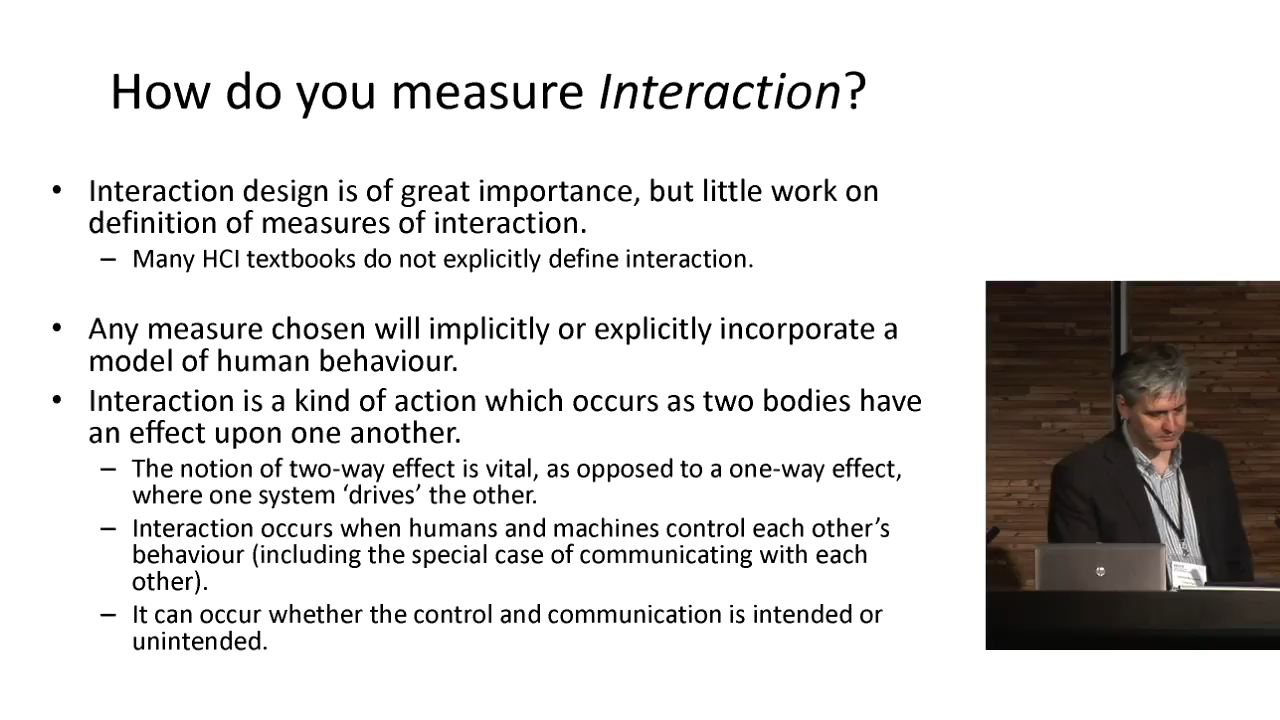 How do you measure Interaction?
• Interaction design is of great importance, but little work on
definition of measures of interaction.
– Many HCI textbooks do not explicitly define interaction.
• Any measure chosen will implicitly or explicitly incorporate a
model of human behaviour.
• Interaction is a kind of action which occurs as two bodies have
an effect upon one another.
– The notion of two-way effect is vital, as opposed to a one-way effect,
where one system ‘drives’ the other.
– Interaction occurs when humans and machines control each other’s
behaviour (including the special case of communicating with each
other).
– It can occur whether the control and communication is intended or
unintended.
hp